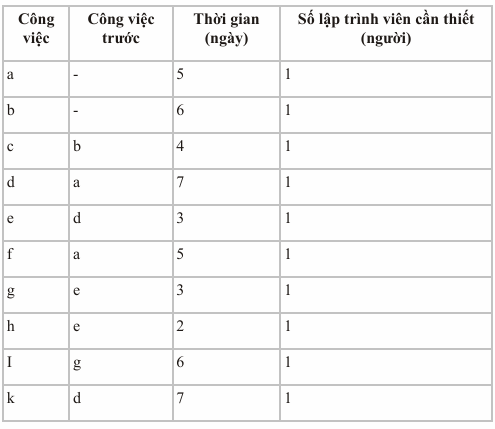 Công việc | Công việc trước | Thời gian (ngày) | Số lập trình viên cần thiết (người)
a | - | 5 | 1
b | - | 6 | 1
c | b | 4 | 1
d | a | 7 | 1
e | d | 3 | 1
f | a | 5 | 1
g | e | 3 | 1
h | e | 2 | 1
I | g | 6 | 1
k | d | 7 | 1